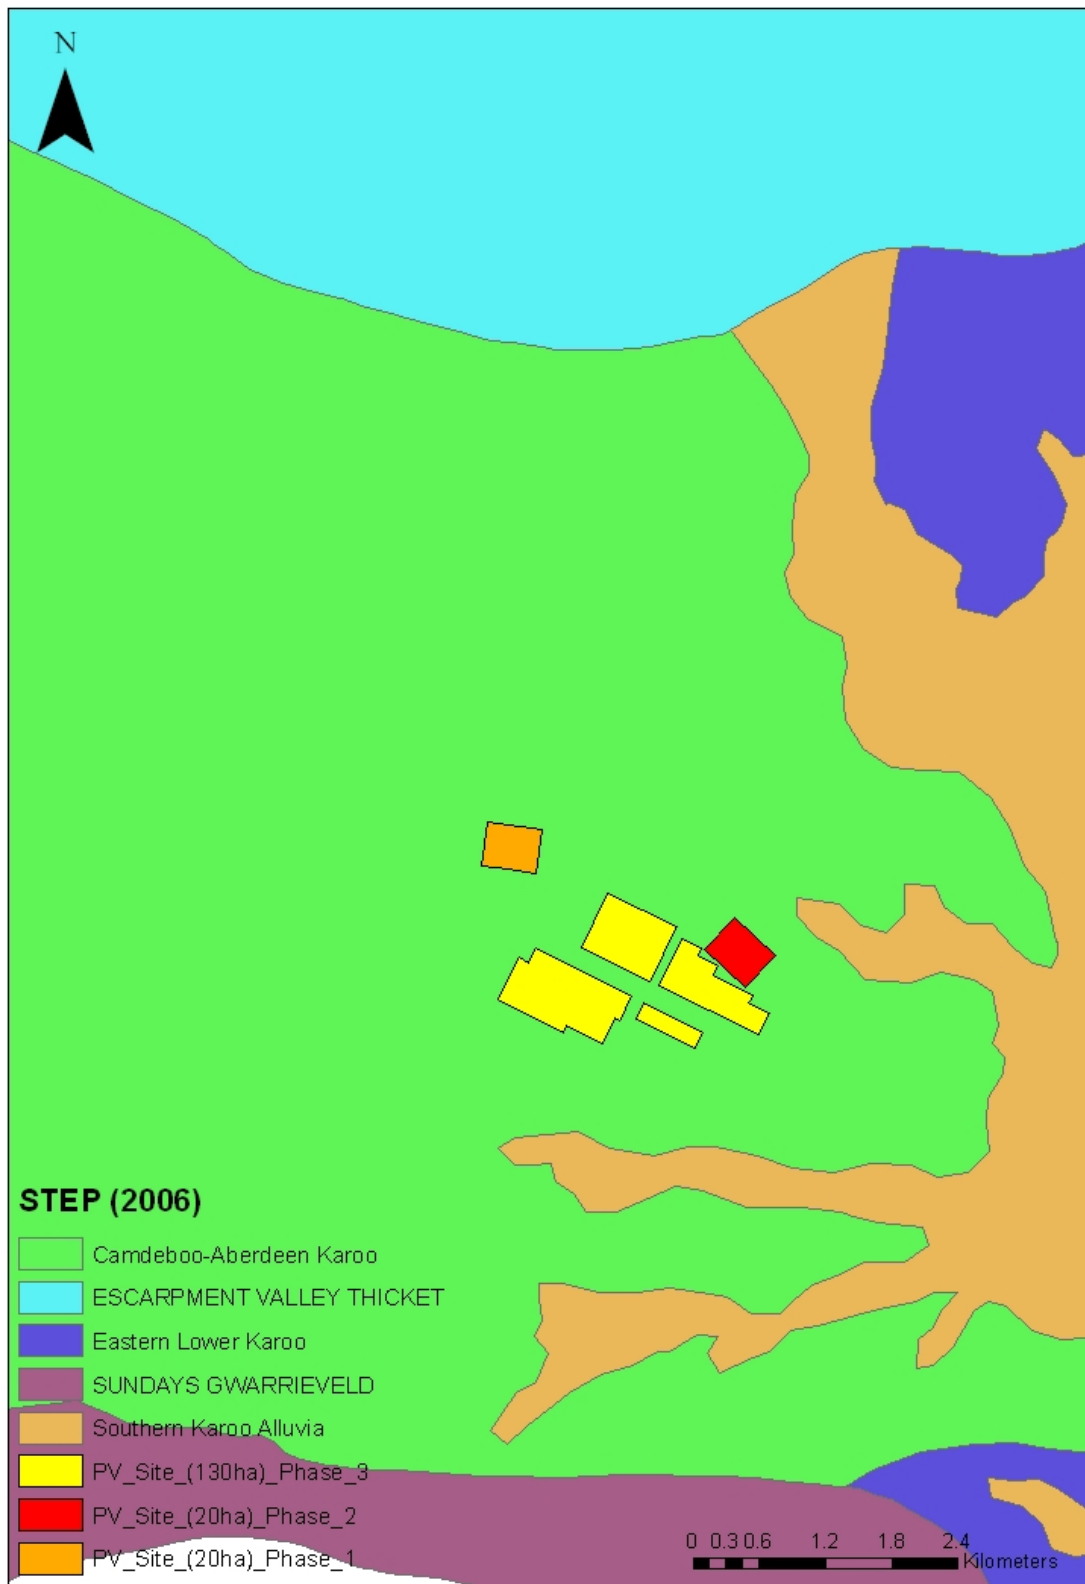 N
STEP (2006)
Camdeboo-Aberdeen Karoo
ESCARPMENT VALLEY THICKET
Eastern Lower Karoo
SUNDAYS GWARRIEVELD
Southern Karoo Alluvia
PV_Site_(130ha)_Phase_3
PV_Site_(20ha)_Phase_2
PV_Site_(20ha)_Phase_1
0 0.3 0.6 1.2 1.8 2.4
Kilometers